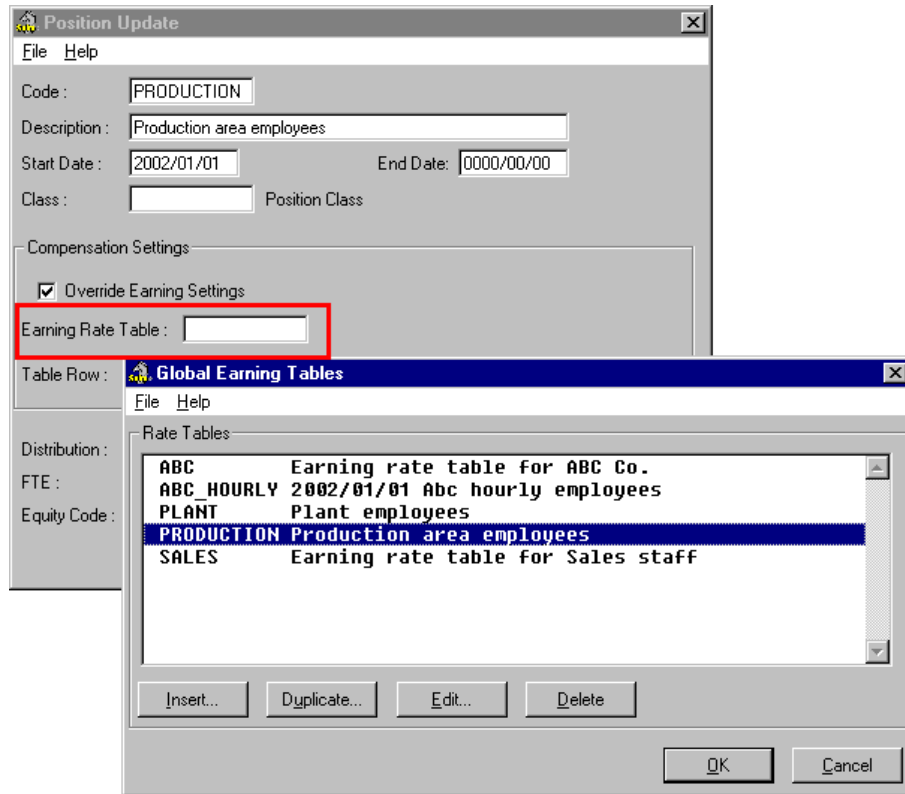 Position Update
File Help
Code : PRODUCTION
Description : Production area employees
Start Date : 2002/01/01 End Date: 0000/00/00
Class : Position Class
Compensation Settings
Override Earning Settings
Earning Rate Table :
Table Row :
Distribution :
FTE :
Equity Code :
Global Earning Tables
File Help
Rate Tables
ABC Earning rate table for ABC Co.
ABC_HOURLY 2002/01/01 Abc hourly employees
PLANT Plant employees
PRODUCTION Production area employees
SALES Earning rate table for Sales staff
Insert... Duplicate... Edit... Delete
OK Cancel